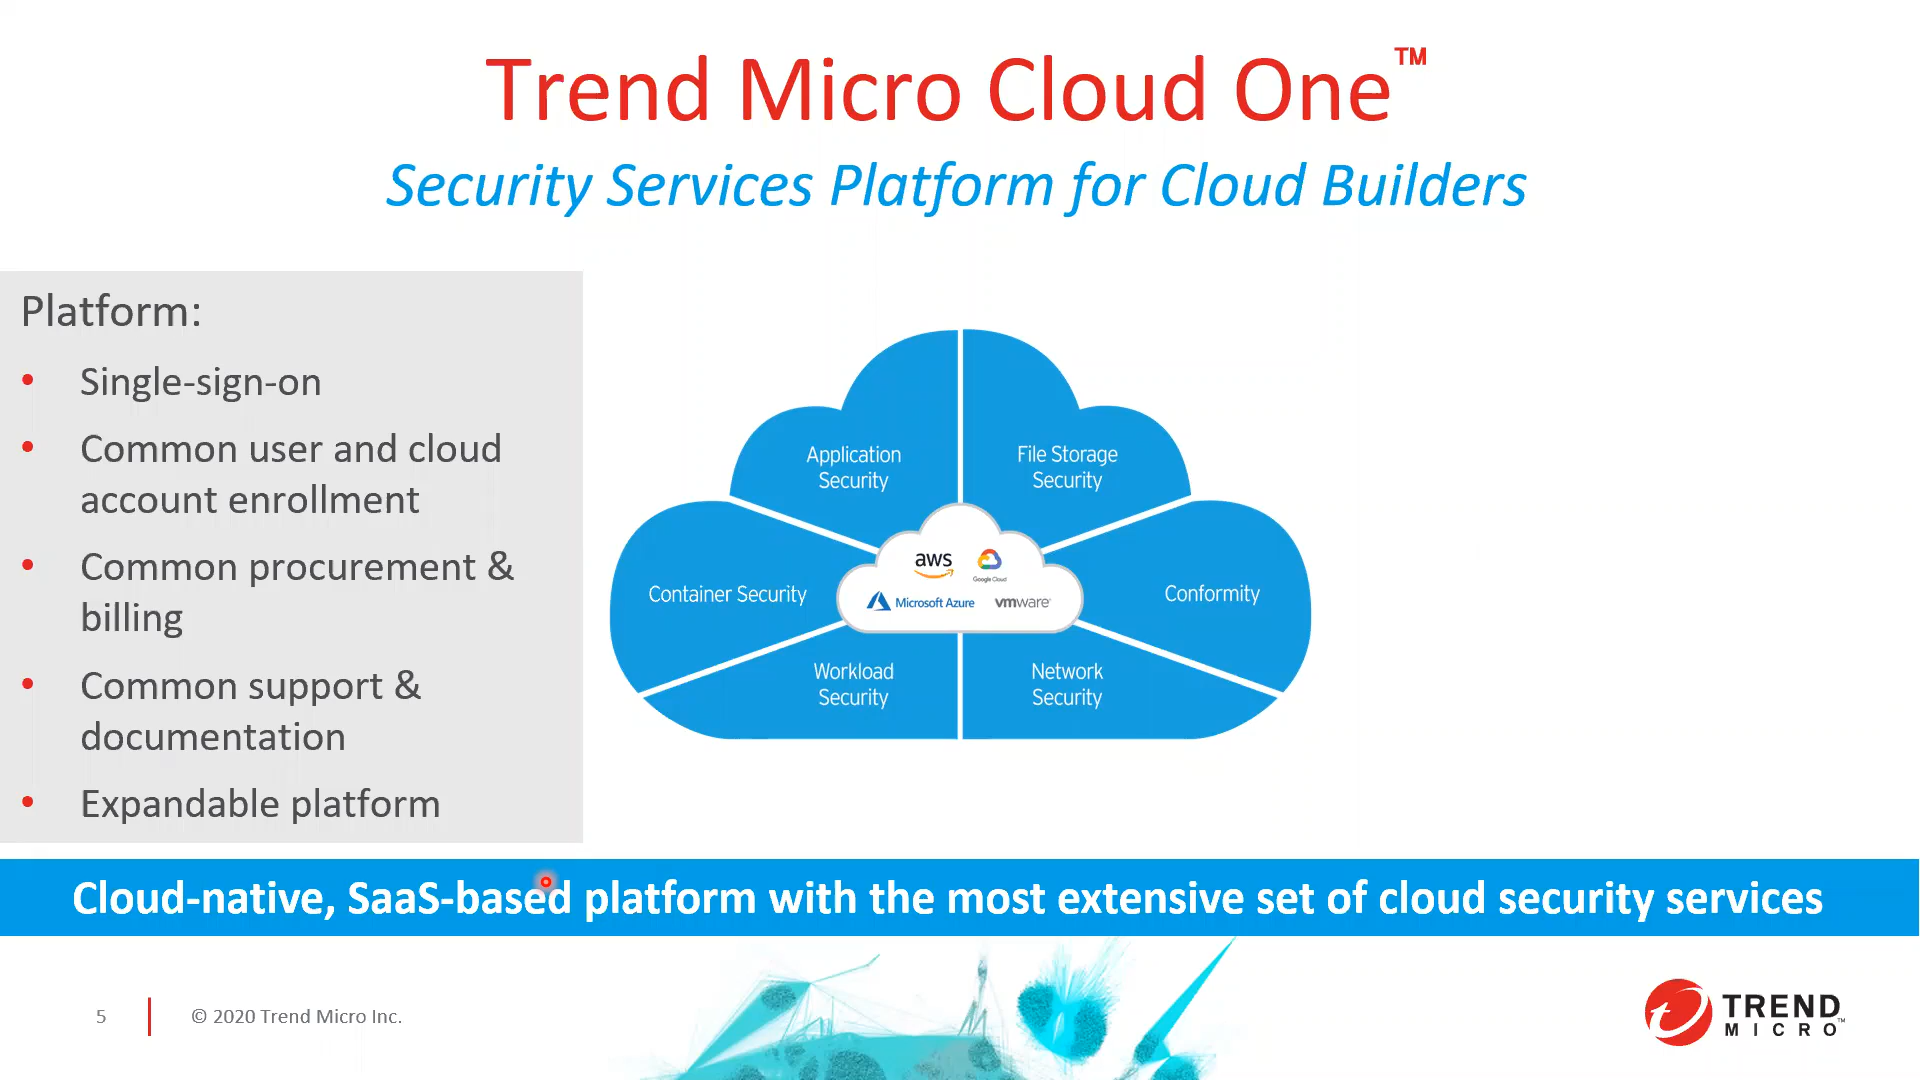 Trend Micro Cloud One™
Security Services Platform for Cloud Builders
Platform:
• Single-sign-on
• Common user and cloud
account enrollment
• Common procurement &
billing
• Common support &
documentation
• Expandable platform
Application
Security
File Storage
Security
Container Security
aws
Google Cloud
Microsoft Azure
vmware®
Conformity
Workload
Security
Network
Security
Cloud-native, SaaS-based platform with the most extensive set of cloud security services
5
© 2020 Trend Micro Inc.
TREND
MICRO™